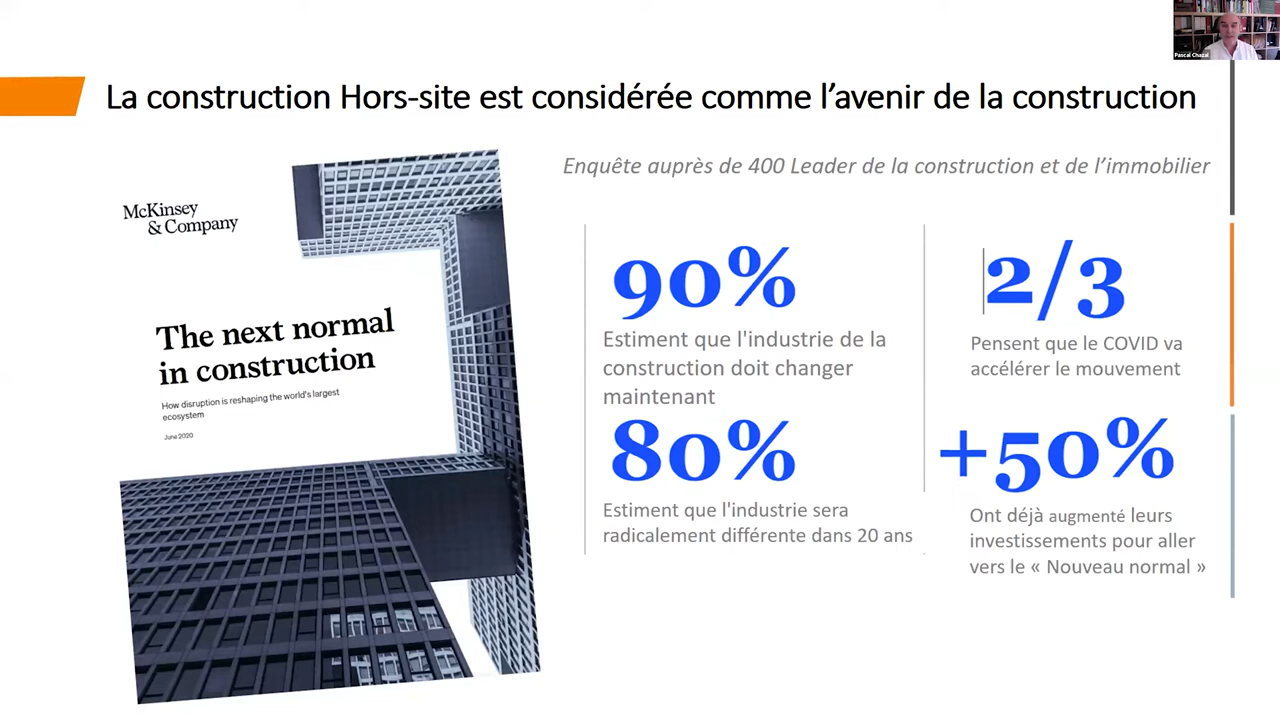 Pascal Chazal
La construction Hors-site est considérée comme l'avenir de la construction
Enquête auprès de 400 Leader de la construction et de l'immobilier
McKinsey
& Company
The next normal
in construction
How disruption is reshaping the world's largest
ecosystem
June 2020
90%
Estiment que l'industrie de la
construction doit changer
maintenant
80%
Estiment que l'industrie sera
radicalement différente dans 20 ans
2/3
Pensent que le COVID va
accélérer le mouvement
+50%
Ont déjà augmenté leurs
investissements pour aller
vers le « Nouveau normal »